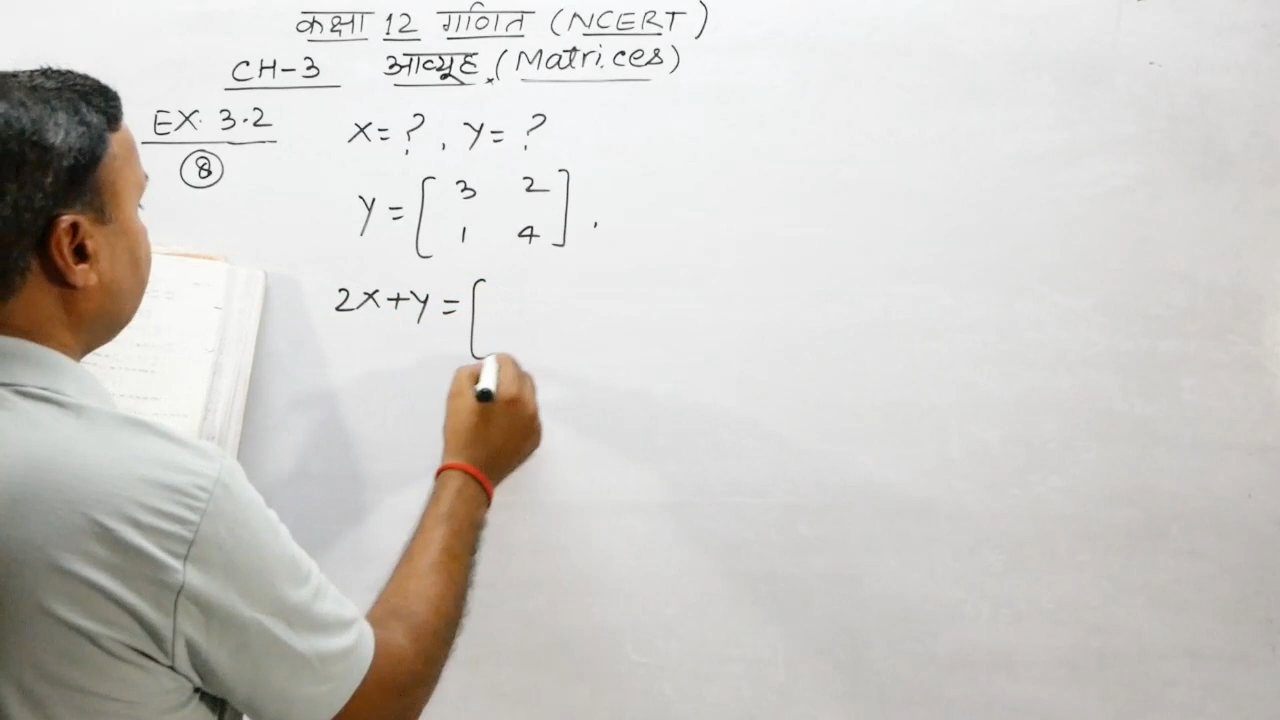 कक्षा 12 गणित (NCERT)
CH-3 आव्यूह (Matrices)
EX. 3.2
8
X = ? , Y = ?
Y = [ 3 2
1 4 ] .
2X+Y = [